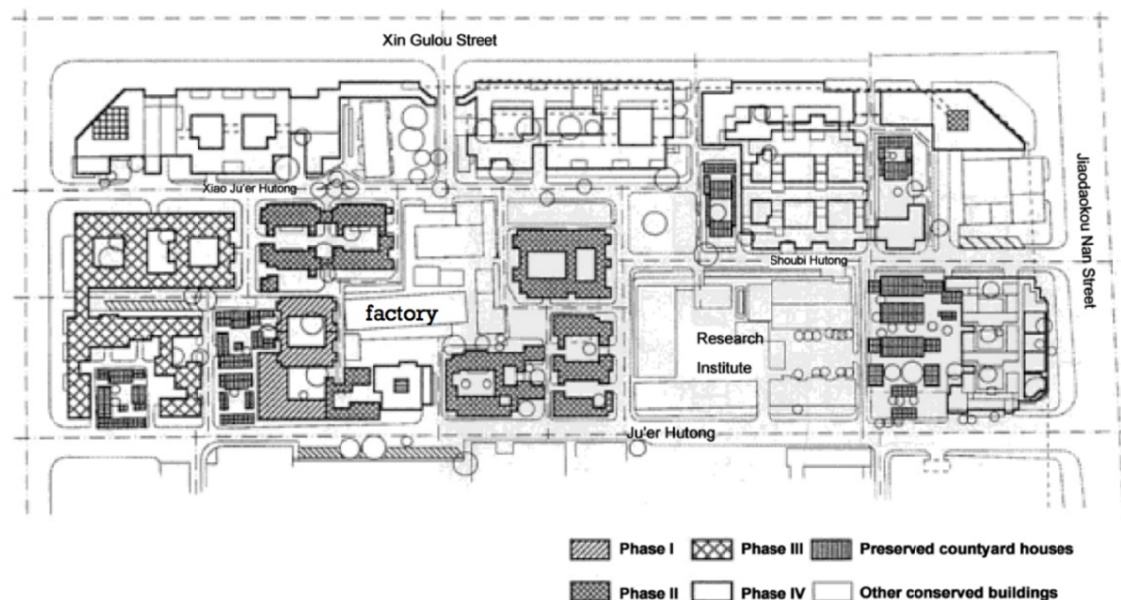 Xin Gulou Street
Xiao Ju'er Hutong
Jiaodaokou Nan Street
Shoubi Hutong
factory
Research
Institute
Ju'er Hutong
Phase I
Phase III
Preserved countyard houses
Phase II
Phase IV
Other conserved buildings